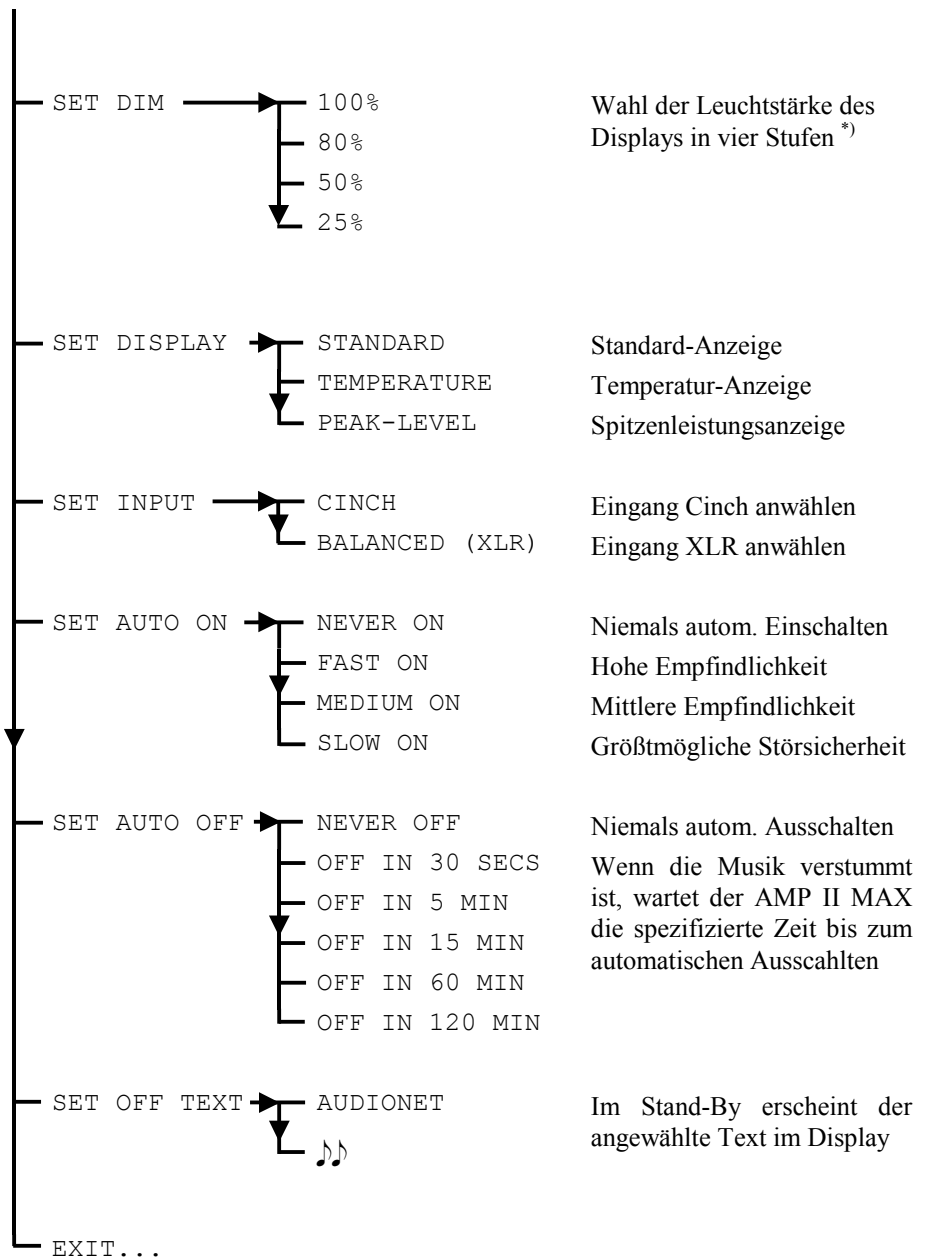 SET DIM 100% Wahl der Leuchtstärke des
80% Displays in vier Stufen *)
50%
25%
SET DISPLAY STANDARD Standard-Anzeige
TEMPERATURE Temperatur-Anzeige
PEAK-LEVEL Spitzenleistungsanzeige
SET INPUT CINCH Eingang Cinch anwählen
BALANCED (XLR) Eingang XLR anwählen
SET AUTO ON NEVER ON Niemals autom. Einschalten
FAST ON Hohe Empfindlichkeit
MEDIUM ON Mittlere Empfindlichkeit
SLOW ON Größtmögliche Störsicherheit
SET AUTO OFF NEVER OFF Niemals autom. Ausschalten
OFF IN 30 SECS Wenn die Musik verstummt
OFF IN 5 MIN ist, wartet der AMP II MAX
OFF IN 15 MIN die spezifizierte Zeit bis zum
OFF IN 60 MIN automatischen Ausscahlten
OFF IN 120 MIN
SET OFF TEXT AUDIONET Im Stand-By erscheint der
♪♪ angewählte Text im Display
EXIT...